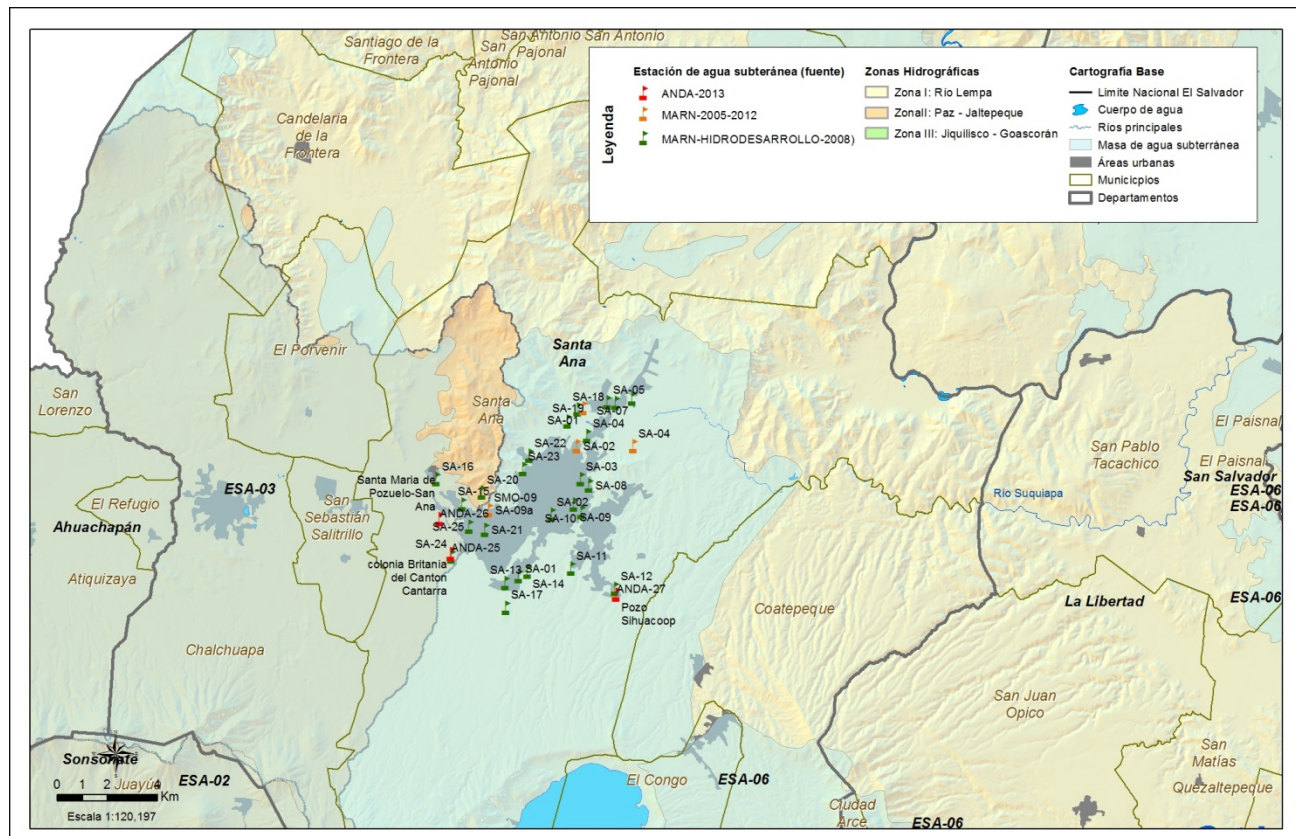 Santiago de la
Frontera
San
Antonio
Pajonal
San Antonio
Pajonal
San Antonio
Leyenda
Estación de agua subteránea (fuente)
ANDA-2013
MARN-2005-2012
MARN-HIDRODESARROLLO-2008)
Zonas Hidrográficas
Zona I: Río Lempa
ZonaII: Paz - Jaltepeque
Zona III: Jiquilisco - Goascorán
Cartografía Base
Limite Nacional El Salvador
Cuerpo de agua
Ríos principales
Masa de agua subterránea
Áreas urbanas
Municicpios
Departamentos
Candelaria
de la
Frontera
El Porvenir
San
Lorenzo
Santa
Ana
Santa
Ana
SA-18
SA-05
SA-19
SA-07
SA-01
SA-04
SA-22
SA-02
SA-04
SA-23
SA-16
SA-20
SA-03
Santa Maria de
Pozuelo-San
Ana
SA-15
SMO-09
SA-08
SA-02
ANDA-26
SA-09a
SA-10
SA-09
SA-25
SA-21
SA-24
ANDA-25
SA-11
colonia Britania
del Canton
Cantarra
SA-13
SA-01
SA-14
SA-12
ANDA-27
SA-17
Pozo
Sihuacoop
El Refugio
ESA-03
San
Sebastián
Salitrillo
Ahuachapán
Atiquizaya
Chalchuapa
El Paisnal
San Pablo
Tacachico
El Paisnal
San Salvador
ESA-06
ESA-06
Río Suquiapa
Coatepeque
La Libertad
ESA-06
San Juan
Opico
San
Matías
Quezaltepeque
El Congo
ESA-06
Ciudad
Arce
ESA-06
Sonsonate
Juayúa
ESA-02
0 1 2 4
Km
Escala 1:120,197